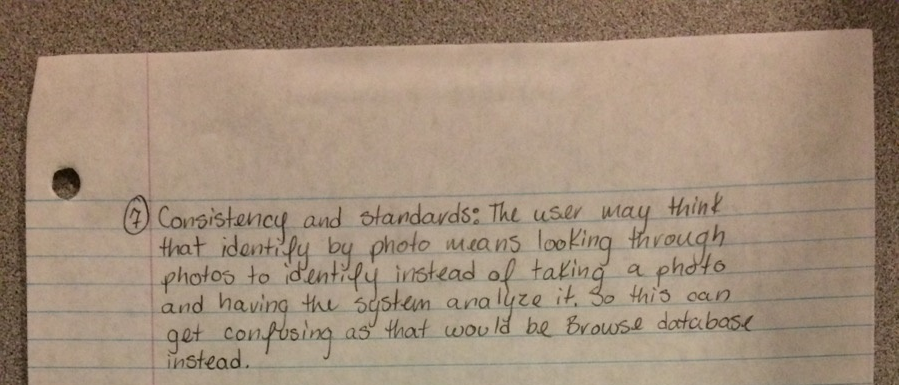 7 Consistency and standards: The user may think
that identify by photo means looking through
photos to identify instead of taking a photo
and having the system analyze it. So this can
get confusing as that would be Browse database
instead.